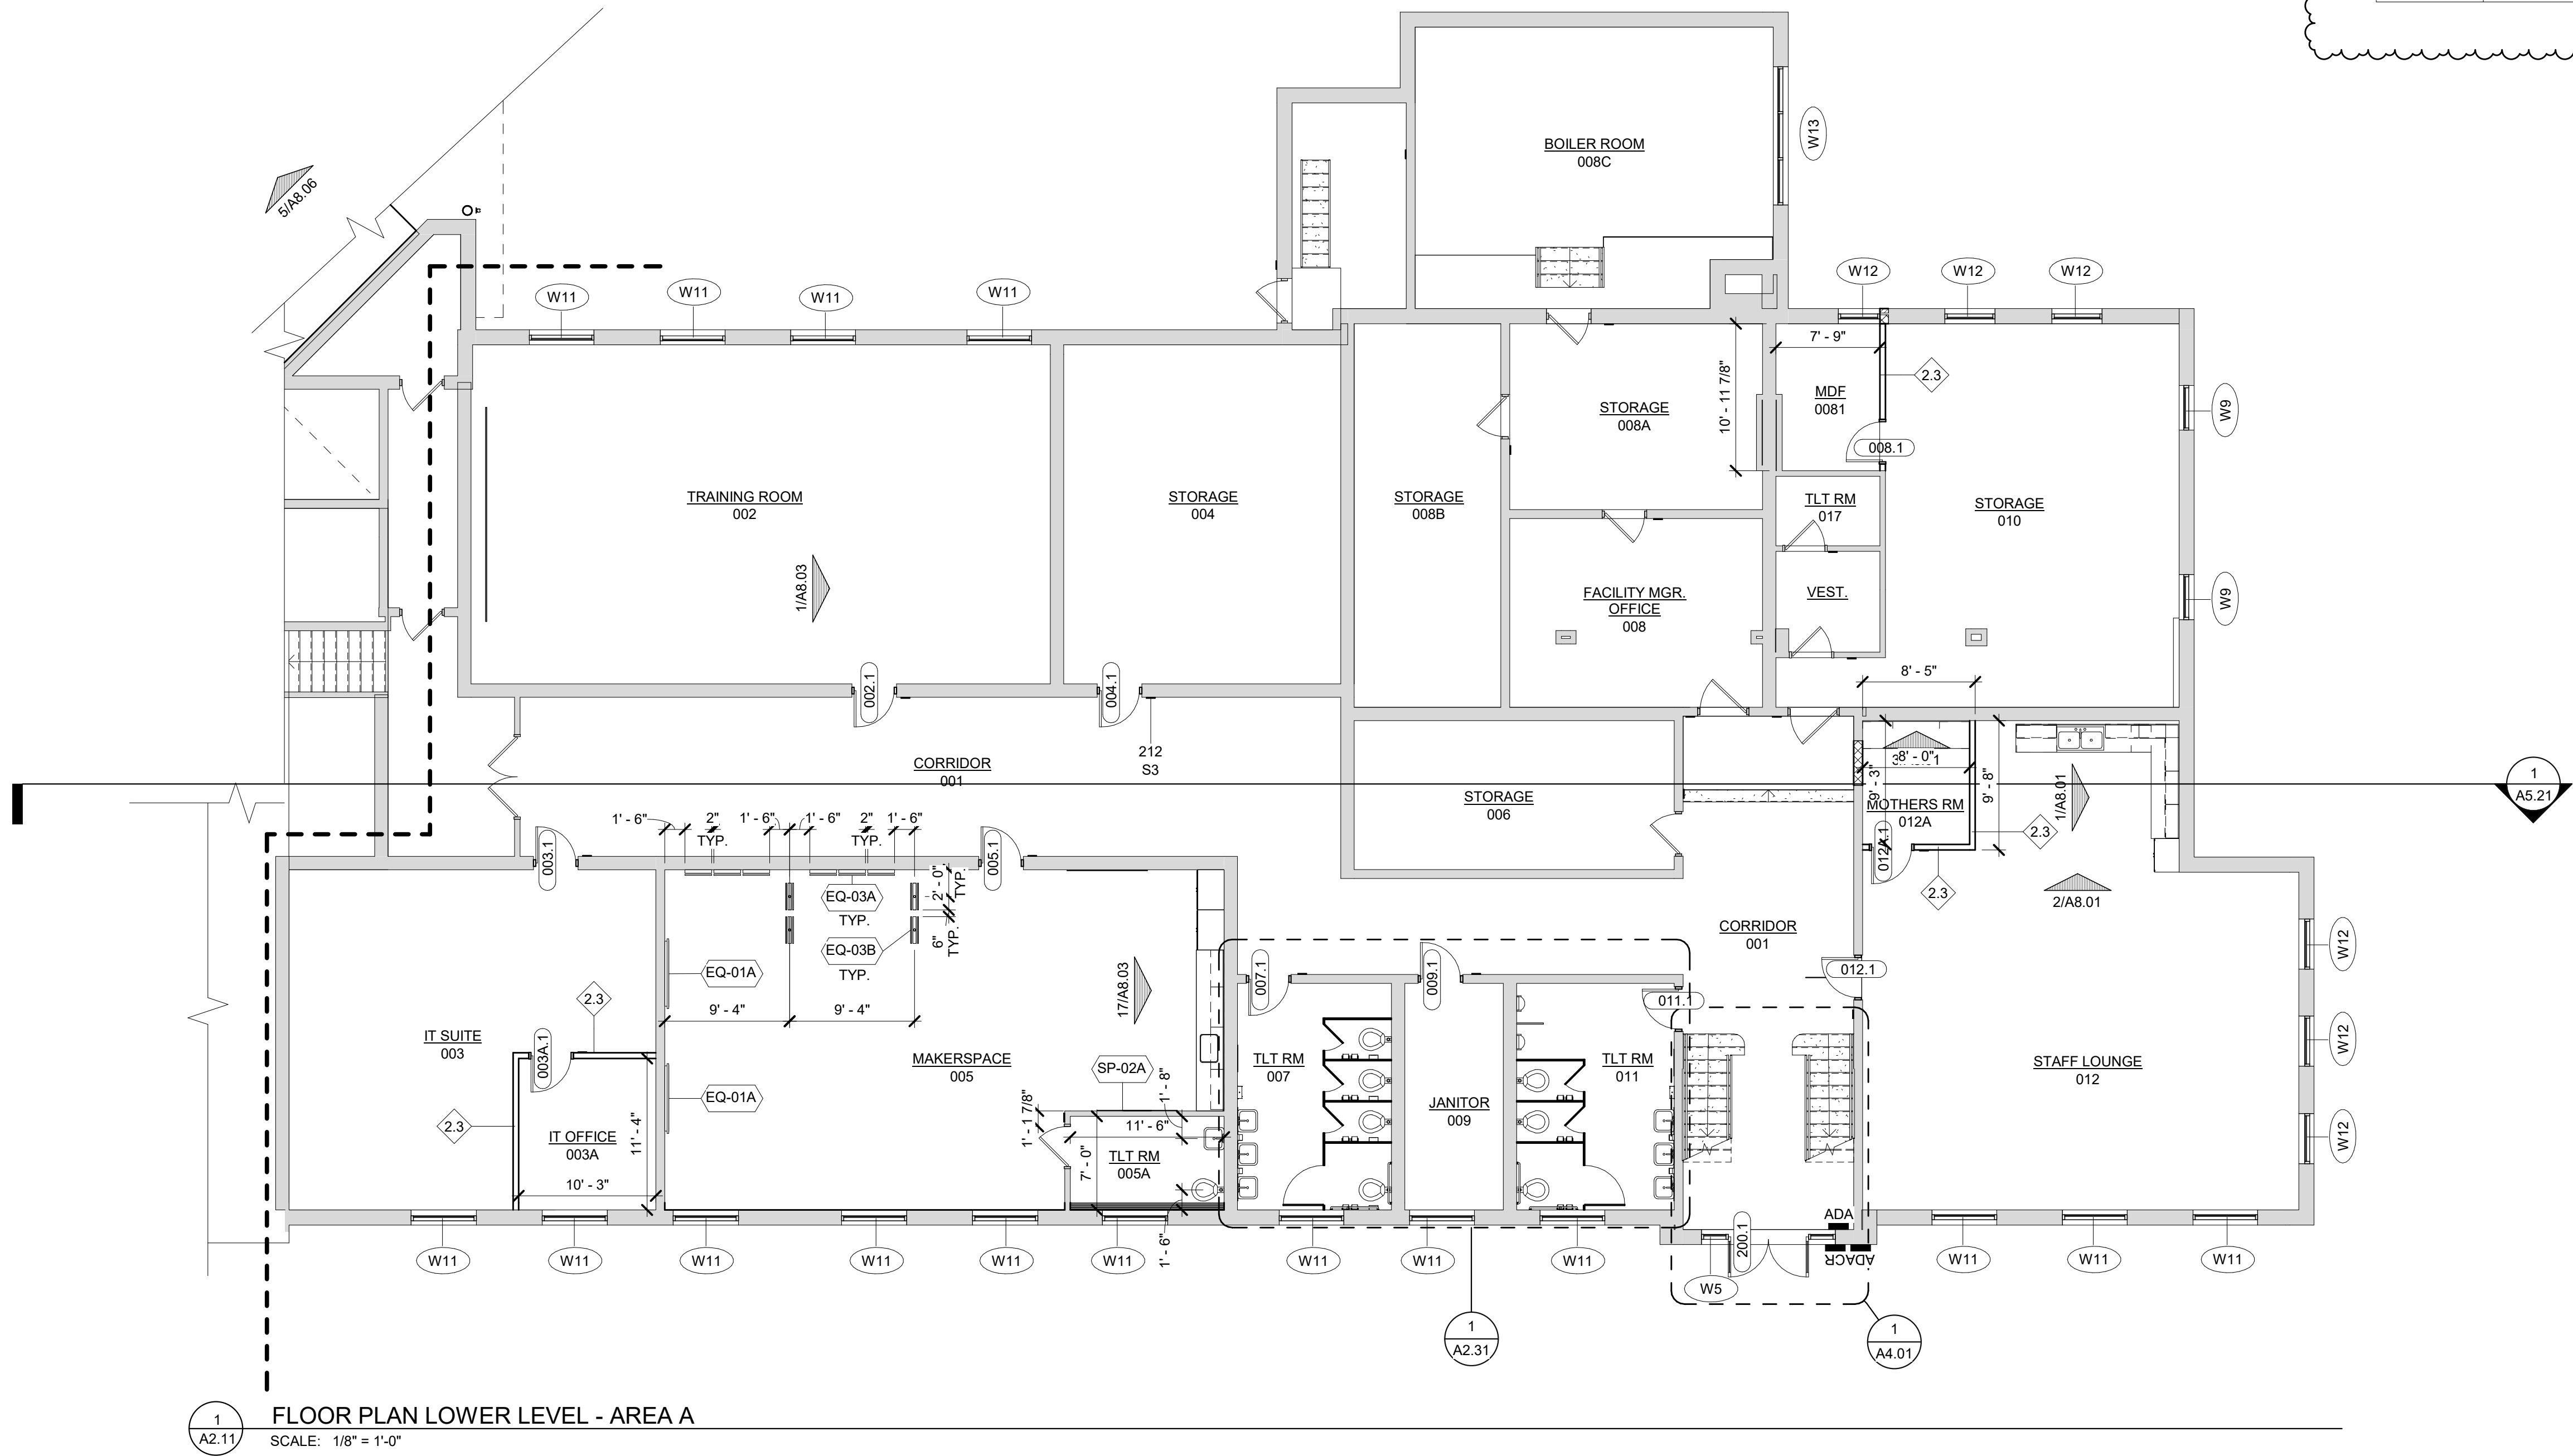 BOILER ROOM
008C
W13
5/A8.06
W11
W11
W11
W11
W12
W12
W12
7' - 9"
2.3
MDF
0081
10' - 11 7/8"
STORAGE
008A
W9
008.1
TRAINING ROOM
002
STORAGE
004
STORAGE
008B
TLT RM
017
STORAGE
010
1/A8.03
FACILITY MGR.
OFFICE
008
VEST.
W9
002.1
004.1
8' - 5"
212
S3
CORRIDOR
001
8' - 0"
9' - 3"
9' - 8"
1/A8.01
1
A5.21
STORAGE
006
MOTHERS RM
012A
2.3
012A.1
2.3
1' - 6"
2"
TYP.
1' - 6"
1' - 6"
2"
TYP.
1' - 6"
003.1
005.1
2' - 0"
TYP.
EQ-03A
TYP.
6"
TYP.
EQ-03B
TYP.
2/A8.01
CORRIDOR
001
W12
EQ-01A
17/A8.03
007.1
009.1
011.1
012.1
2.3
9' - 4"
9' - 4"
IT SUITE
003
003A.1
MAKERSPACE
005
SP-02A
TLT RM
007
TLT RM
011
STAFF LOUNGE
012
W12
EQ-01A
1' - 8"
JANITOR
009
2.3
IT OFFICE
003A
11' - 4"
1' - 1 7/8"
11' - 6"
7' - 0"
TLT RM
005A
W12
10' - 3"
ADA
200.1
1' - 6"
ADACR
ADA
W11
W11
W11
W11
W11
W11
W11
W11
W11
W5
W11
W11
W11
1
A2.31
1
A4.01
1
A2.11
FLOOR PLAN LOWER LEVEL - AREA A
SCALE: 1/8" = 1'-0"